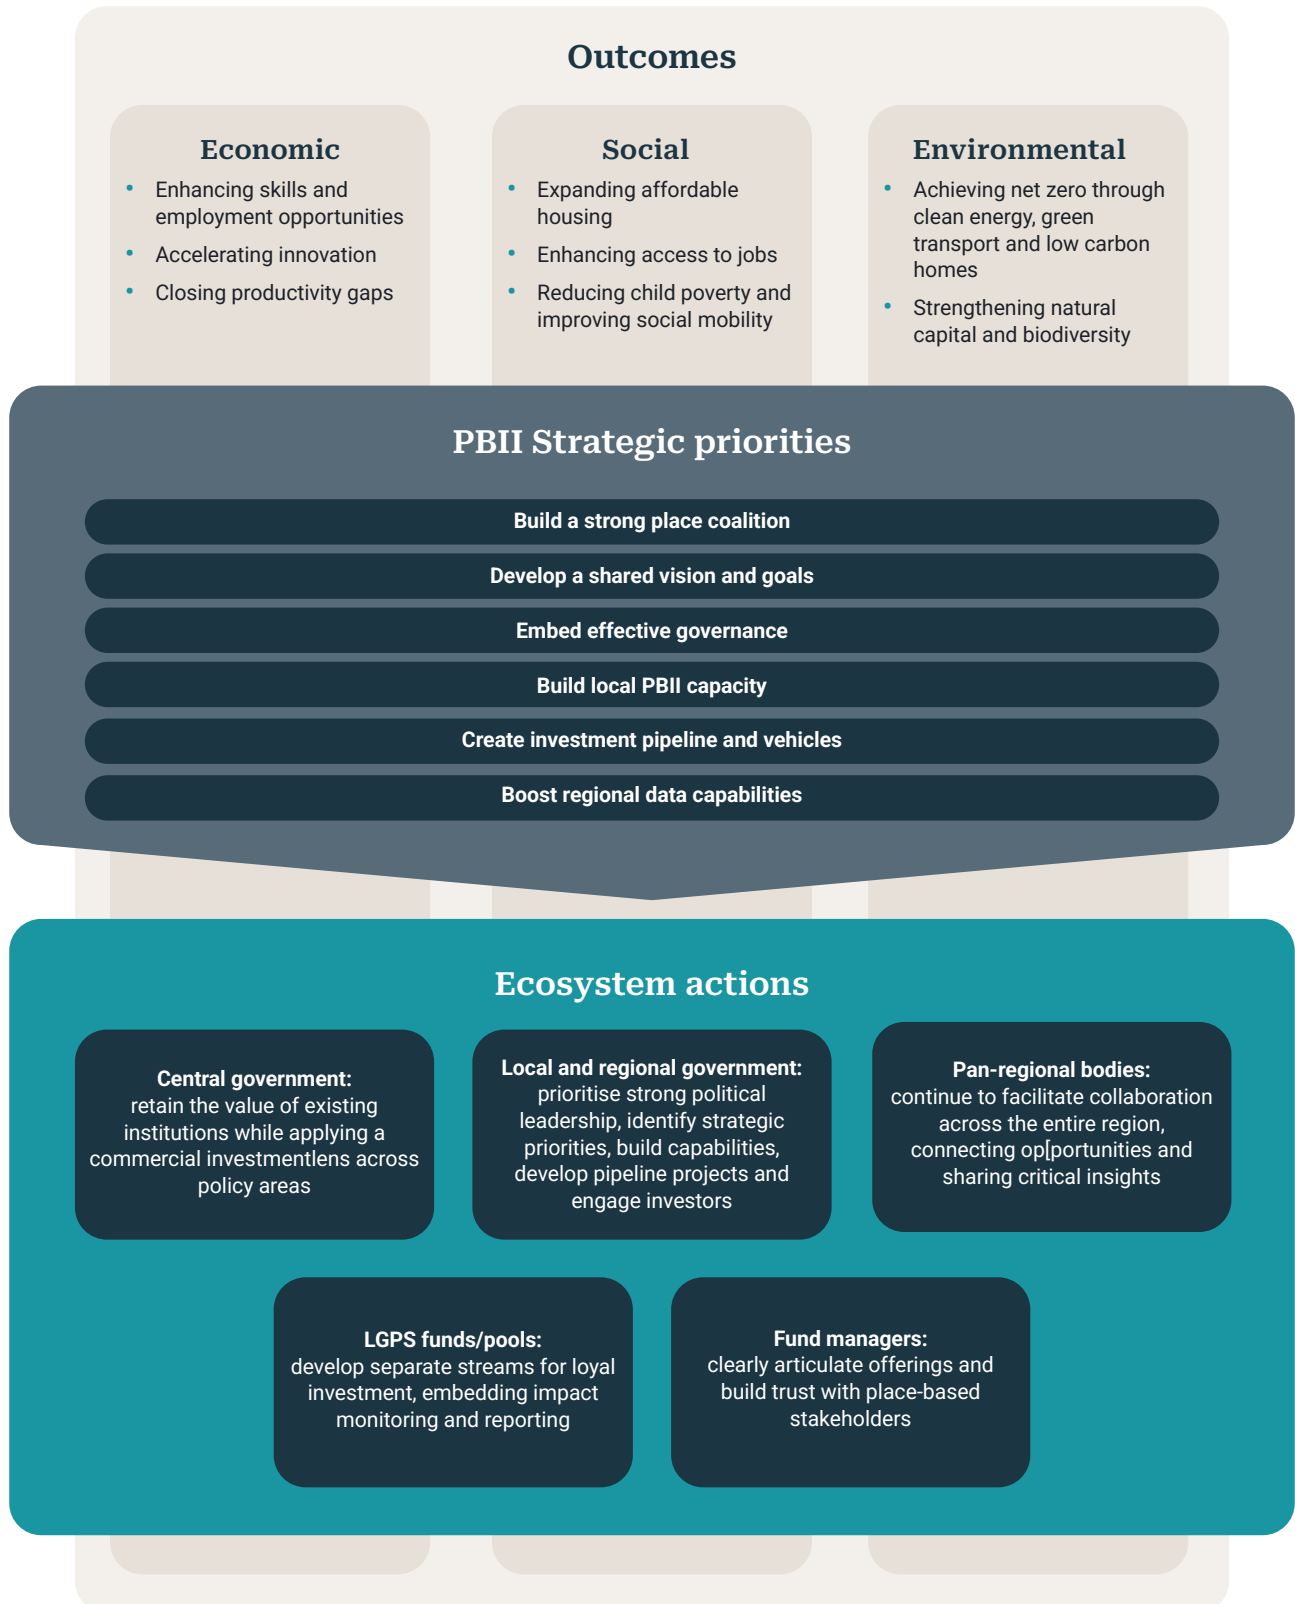 Outcomes
Economic
• Enhancing skills and
employment opportunities
• Accelerating innovation
• Closing productivity gaps
Social
• Expanding affordable
housing
• Enhancing access to jobs
• Reducing child poverty and
improving social mobility
Environmental
• Achieving net zero through
clean energy, green
transport and low carbon
homes
• Strengthening natural
capital and biodiversity
PBII Strategic priorities
Build a strong place coalition
Develop a shared vision and goals
Embed effective governance
Build local PBII capacity
Create investment pipeline and vehicles
Boost regional data capabilities
Ecosystem actions
Central government:
retain the value of existing
institutions while applying a
commercial investmentlens across
policy areas
Local and regional government:
prioritise strong political
leadership, identify strategic
priorities, build capabilities,
develop pipeline projects and
engage investors
Pan-regional bodies:
continue to facilitate collaboration
across the entire region,
connecting op[portunities and
sharing critical insights
LGPS funds/pools:
develop separate streams for loyal
investment, embedding impact
monitoring and reporting
Fund managers:
clearly articulate offerings and
build trust with place-based
stakeholders